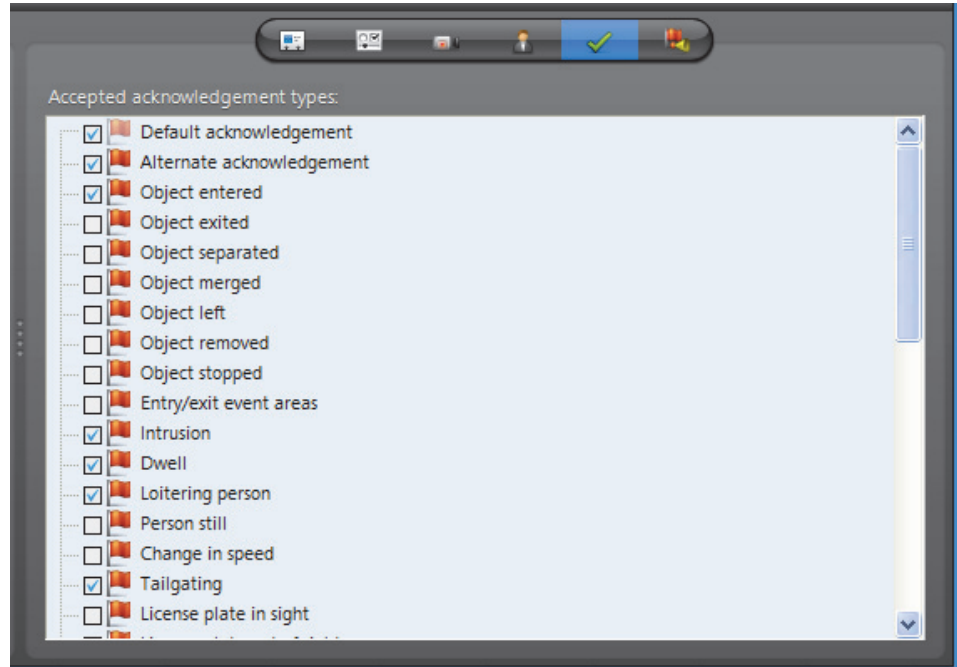 Accepted acknowledgement types:
Default acknowledgement
Alternate acknowledgement
Object entered
Object exited
Object separated
Object merged
Object left
Object removed
Object stopped
Entry/exit event areas
Intrusion
Dwell
Loitering person
Person still
Change in speed
Tailgating
License plate in sight